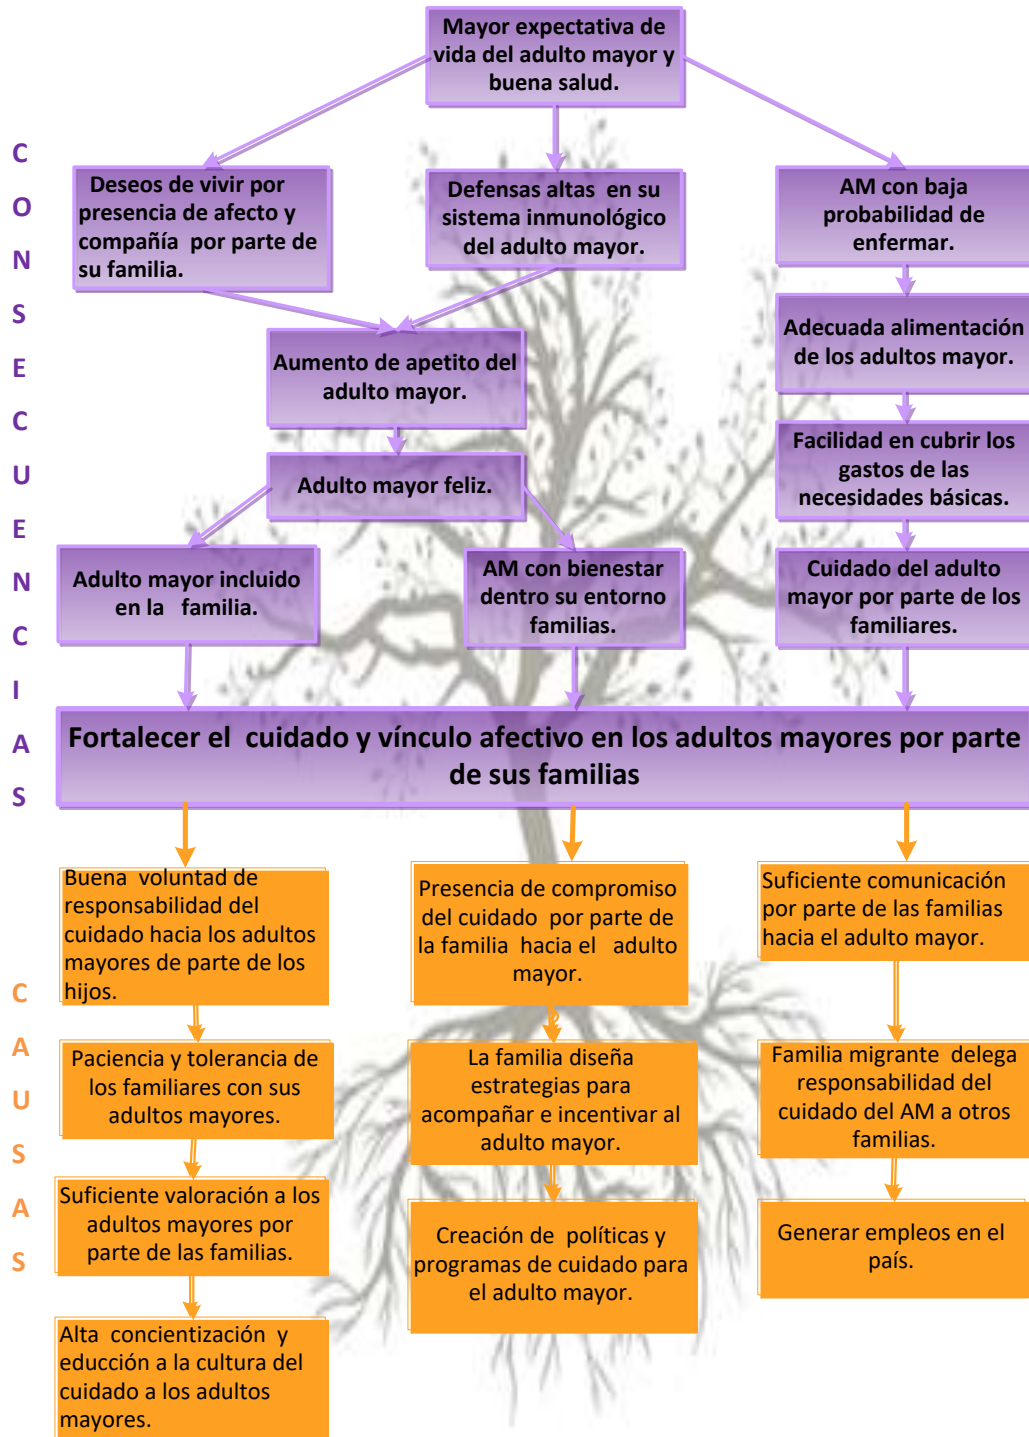 Mayor expectativa de
vida del adulto mayor y
buena salud.
C
O
N
S
E
C
U
E
N
C
I
A
S
Deseos de vivir por
presencia de afecto y
compañía por parte de
su familia.
Defensas altas en su
sistema inmunológico
del adulto mayor.
AM con baja
probabilidad de
enfermar.
Aumento de apetito del
adulto mayor.
Adecuada alimentación
de los adultos mayor.
Adulto mayor feliz.
Facilidad en cubrir los
gastos de las
necesidades básicas.
Adulto mayor incluido
en la familia.
AM con bienestar
dentro su entorno
familias.
Cuidado del adulto
mayor por parte de los
familiares.
Fortalecer el cuidado y vínculo afectivo en los adultos mayores por parte
de sus familias
C
A
U
S
A
S
Buena voluntad de
responsabilidad del
cuidado hacia los adultos
mayores de parte de los
hijos.
Presencia de compromiso
del cuidado por parte de
la familia hacia el adulto
mayor.
Suficiente comunicación
por parte de las familias
hacia el adulto mayor.
Paciencia y tolerancia de
los familiares con sus
adultos mayores.
La familia diseña
estrategias para
acompañar e incentivar al
adulto mayor.
Familia migrante delega
responsabilidad del
cuidado del AM a otros
familias.
Suficiente valoración a los
adultos mayores por
parte de las familias.
Creación de políticas y
programas de cuidado para
el adulto mayor.
Generar empleos en el
país.
Alta concientización y
educción a la cultura del
cuidado a los adultos
mayores.